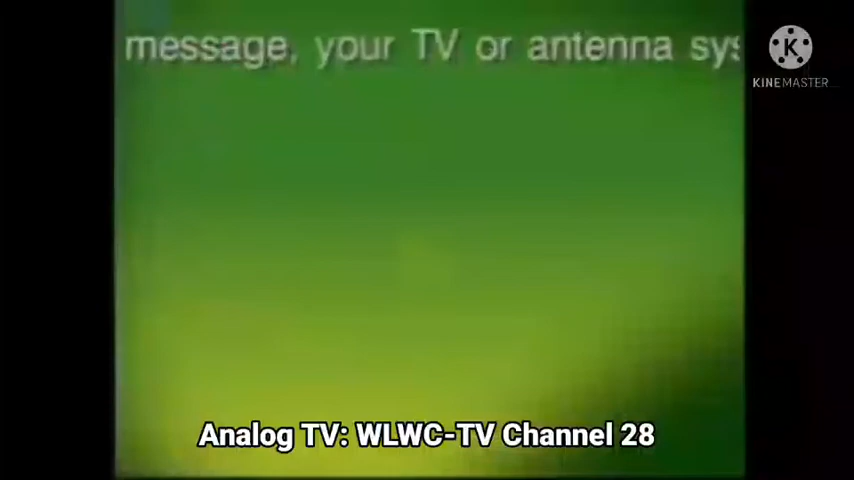 message, your TV or antenna sys
K
KINEMASTER
Analog TV: WLWC-TV Channel 28